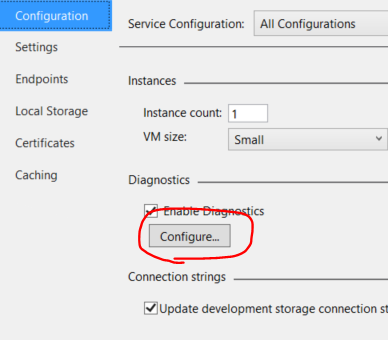 Configuration
Settings
Endpoints
Local Storage
Certificates
Caching
Service Configuration: All Configurations
Instances
Instance count: 1
VM size: Small
Diagnostics
Enable Diagnostics
Configure...
Connection strings
Update development storage connection st